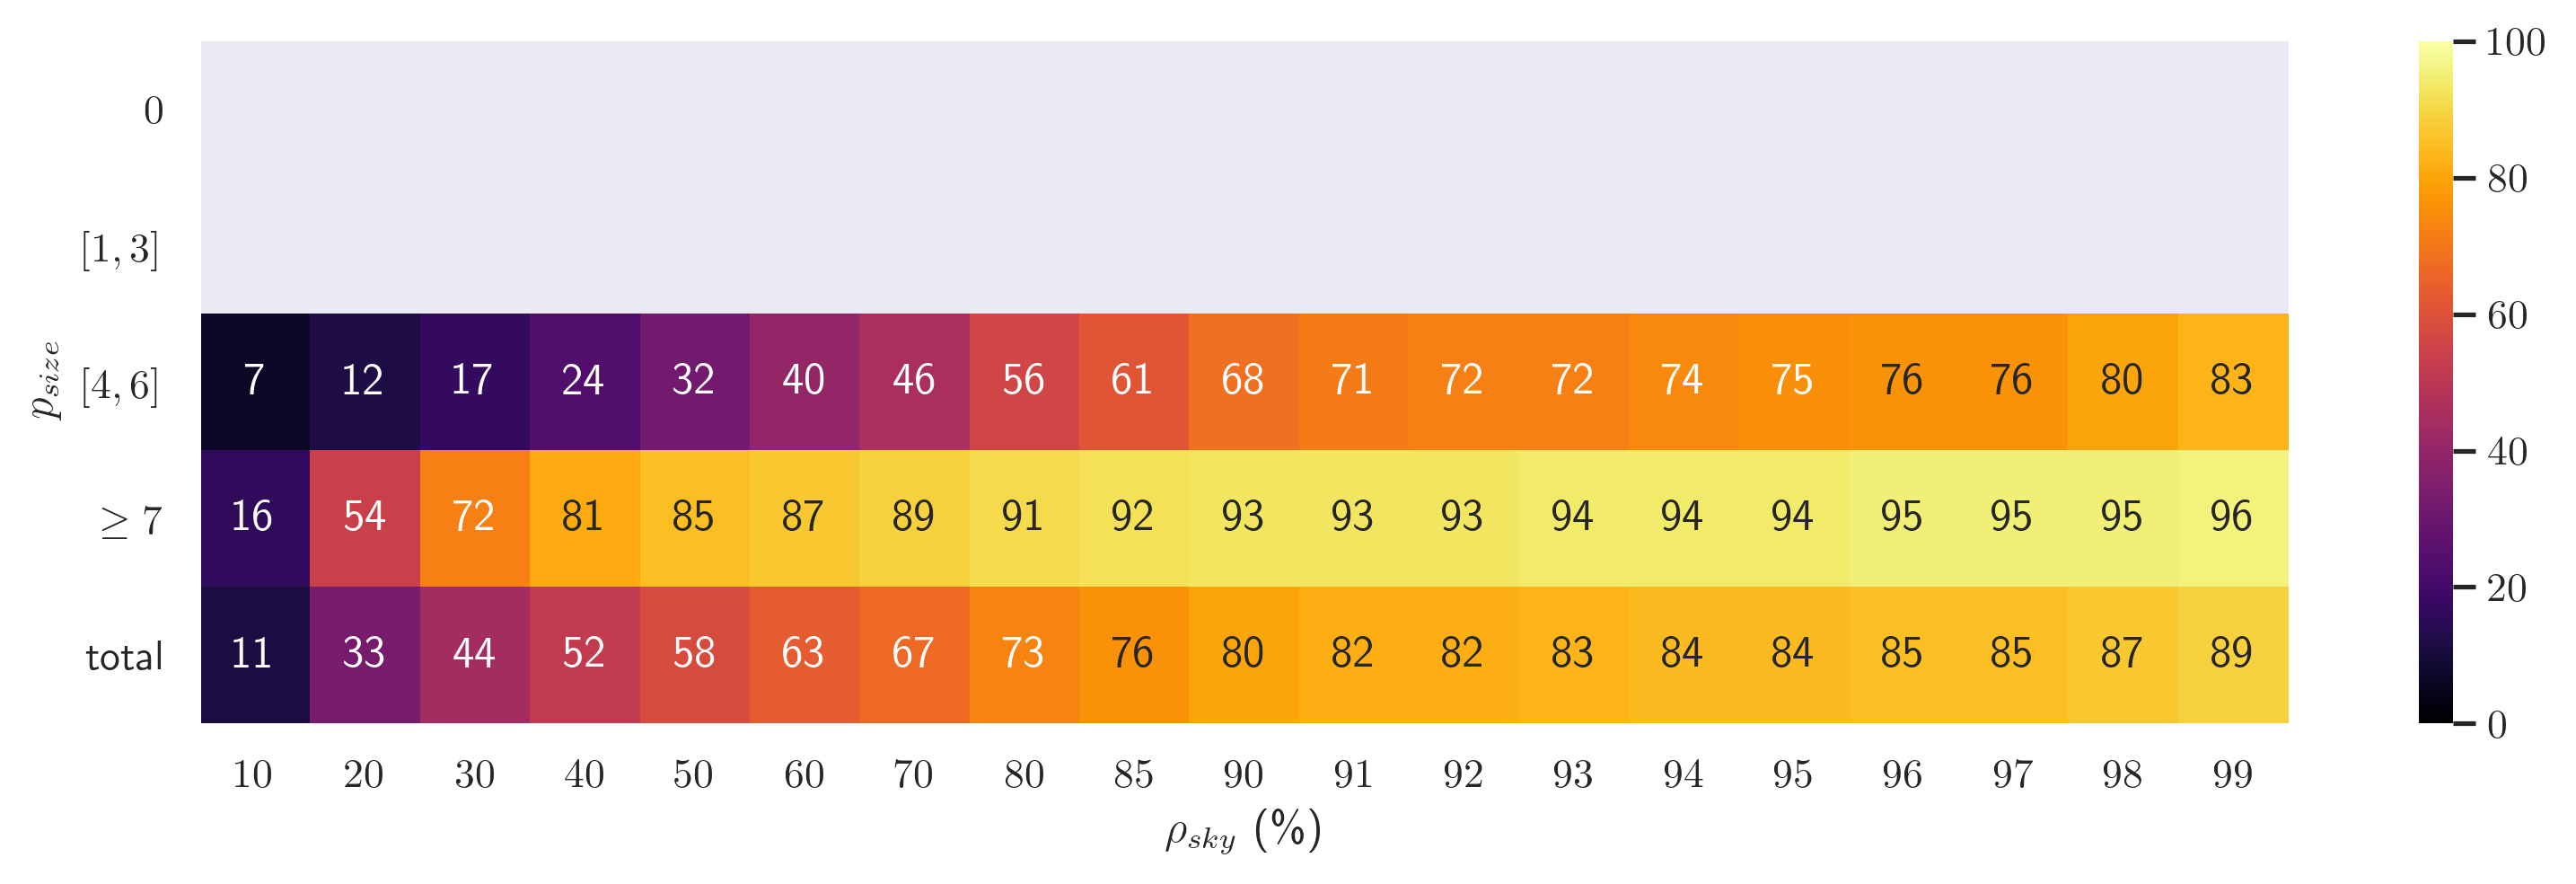 0
[1, 3]
[4, 6] 7 12 17 24 32 40 46 56 61 68 71 72 72 74 75 76 76 80 83
≥ 7 16 54 72 81 85 87 89 91 92 93 93 93 94 94 94 95 95 95 96
total 11 33 44 52 58 63 67 73 76 80 82 82 83 84 84 85 85 87 89
10 20 30 40 50 60 70 80 85 90 91 92 93 94 95 96 97 98 99
ρsky (%)
psize
100
80
60
40
20
0